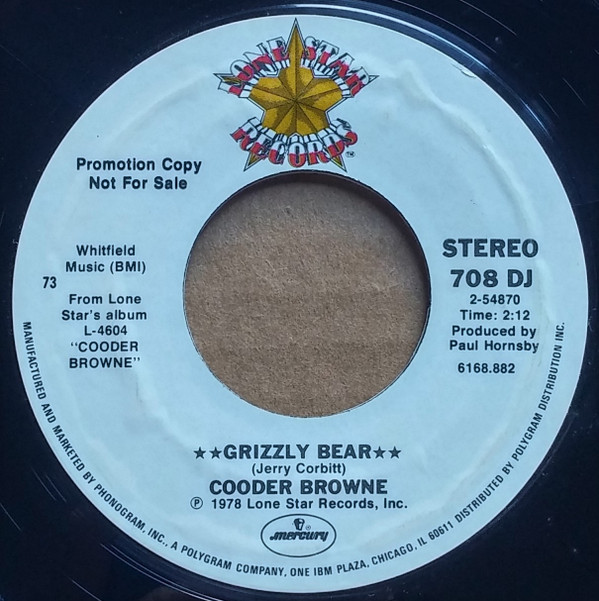 LONE STAR
RECORDS™
Promotion Copy
Not For Sale
Whitfield
Music (BMI)
73
From Lone
Star's album
L-4604
"COODER
BROWNE"
STEREO
708 DJ
2-54870
Time: 2:12
Produced by
Paul Hornsby
6168.882
★★GRIZZLY BEAR★★
(Jerry Corbitt)
COODER BROWNE
℗ 1978 Lone Star Records, Inc.
mercury
MANUFACTURED AND MARKETED BY PHONOGRAM, INC., A POLYGRAM COMPANY, ONE IBM PLAZA, CHICAGO, IL 60611 DISTRIBUTED BY POLYGRAM DISTRIBUTION INC.